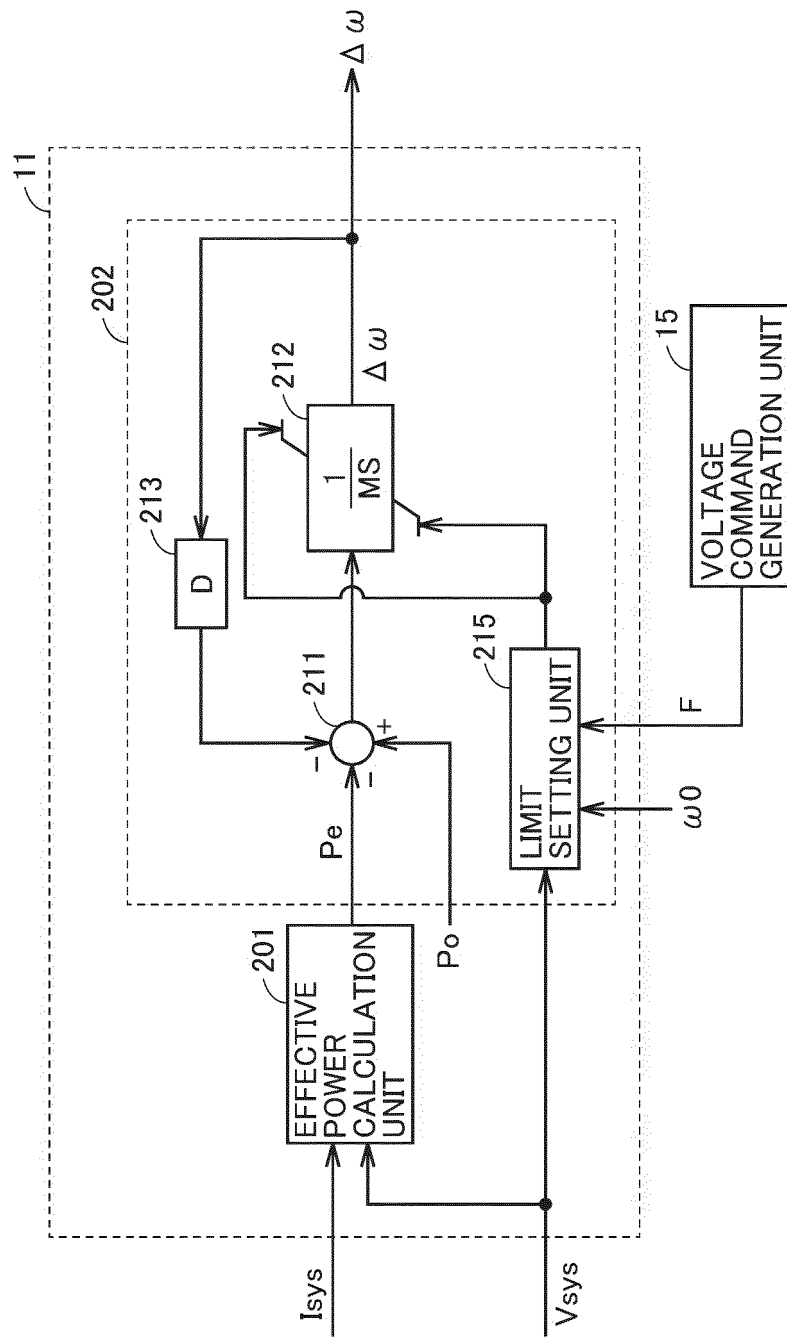 11
202
213
D
212
1
MS
Δω
Δω
211
−
−
+
Pe
Po
201
EFFECTIVE
POWER
CALCULATION
UNIT
Isys
Vsys
215
LIMIT
SETTING UNIT
ω0
F
15
VOLTAGE
COMMAND
GENERATION UNIT